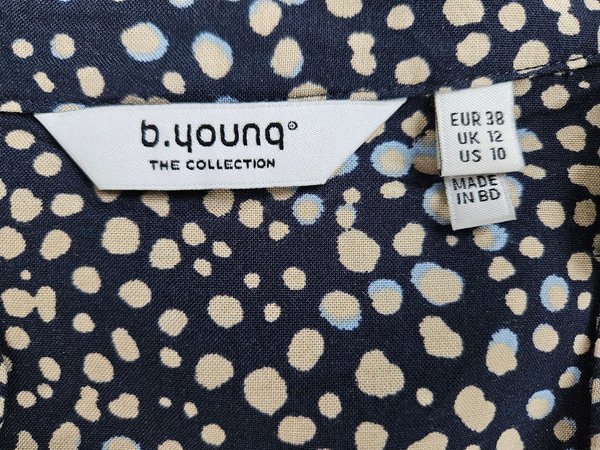 b.young®
THE COLLECTION
EUR 38
UK 12
US 10
MADE
IN BD